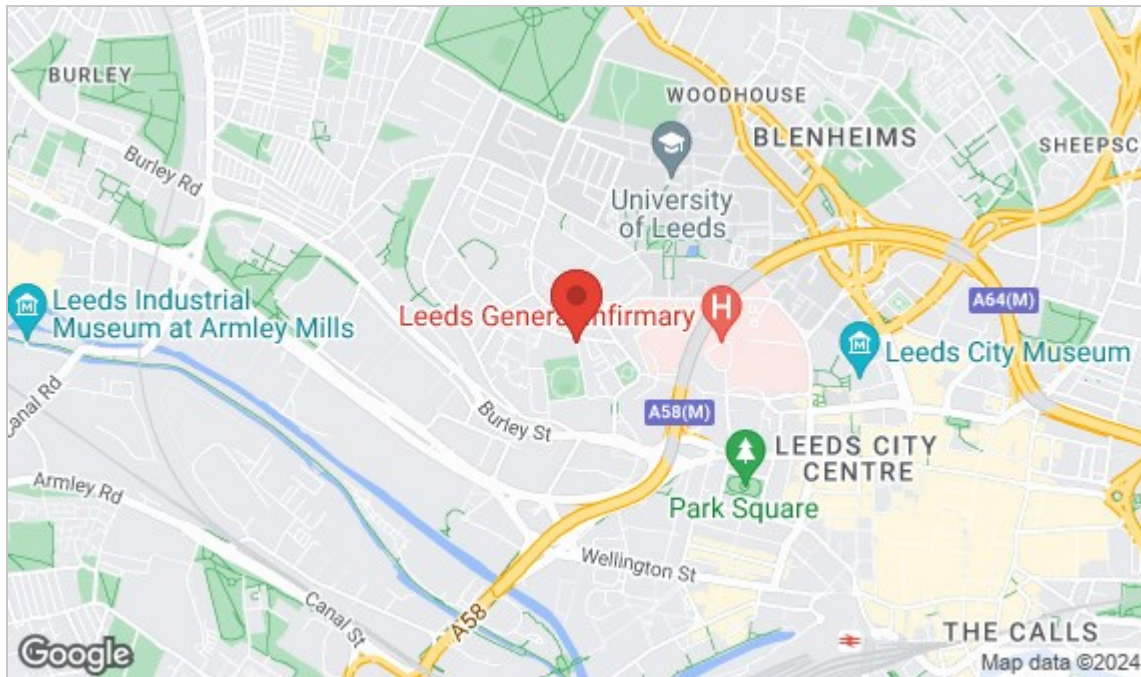 BURLEY
WOODHOUSE
BLENHEIMS
SHEEPSC
Burley Rd
University
of Leeds
A64(M)
Leeds Industrial
Museum at Armley Mills
Leeds General Infirmary
H
M
M
Leeds City Museum
Canal Rd
A58(M)
Burley St
LEEDS CITY
CENTRE
Armley Rd
Park Square
Wellington St
Canal St
A58
THE CALLS
Google
Map data ©2024